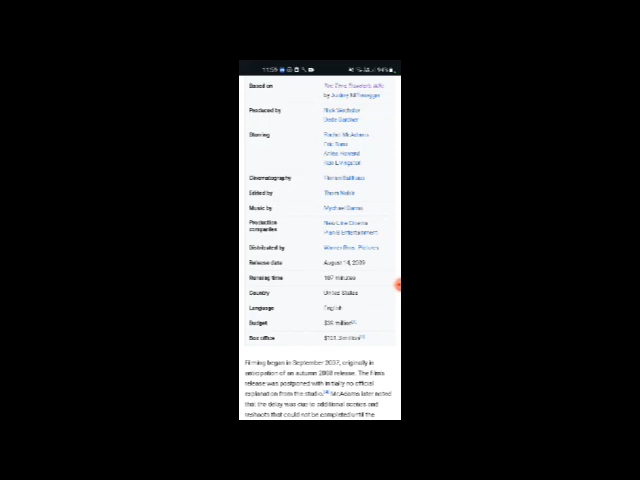 11:59 94%
Based on The Time Traveler's Wife
by Audrey Niffenegger
Produced by Nick Wechsler
Dede Gardner
Starring Rachel McAdams
Eric Bana
Arliss Howard
Ron Livingston
Cinematography Florian Ballhaus
Edited by Thom Noble
Music by Mychael Danna
Production New Line Cinema
companies Plan B Entertainment
Distributed by Warner Bros. Pictures
Release date August 14, 2009
Running time 107 minutes
Country United States
Language English
Budget $39 million
Box office $101.3 million
Filming began in September 2007, originally in
anticipation of an autumn 2008 release. The film's
release was postponed with initially no official
explanation from the studio. McAdams later noted
that the delay was due to additional scenes and
reshoots that could not be completed until the